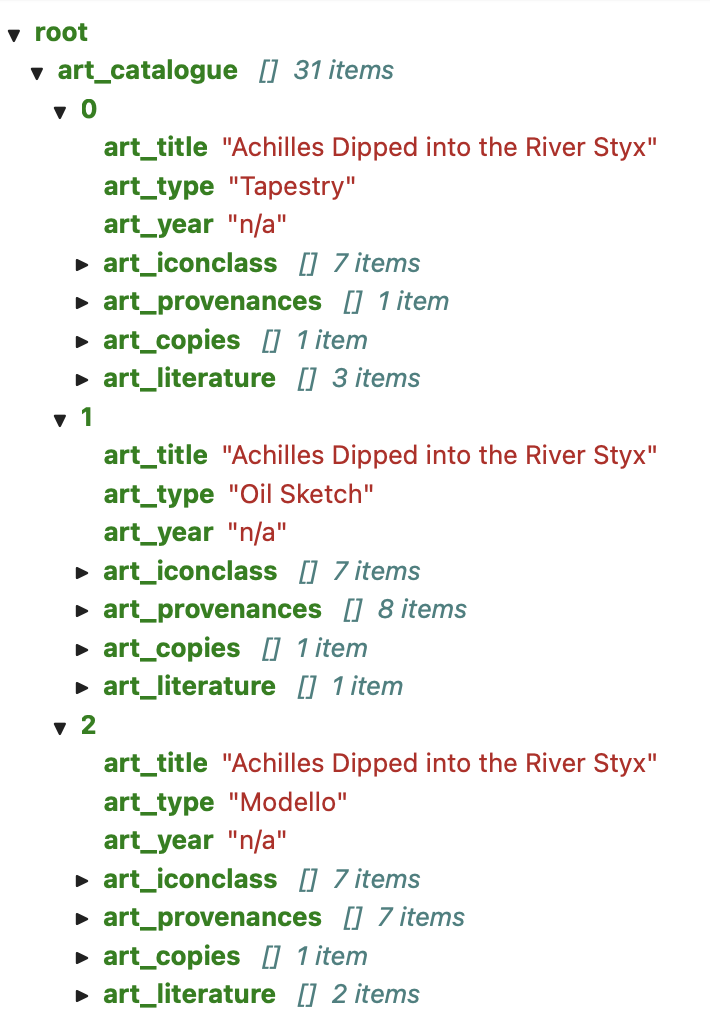 root
art_catalogue [] 31 items
0
art_title "Achilles Dipped into the River Styx"
art_type "Tapestry"
art_year "n/a"
art_iconclass [] 7 items
art_provenances [] 1 item
art_copies [] 1 item
art_literature [] 3 items
1
art_title "Achilles Dipped into the River Styx"
art_type "Oil Sketch"
art_year "n/a"
art_iconclass [] 7 items
art_provenances [] 8 items
art_copies [] 1 item
art_literature [] 1 item
2
art_title "Achilles Dipped into the River Styx"
art_type "Modello"
art_year "n/a"
art_iconclass [] 7 items
art_provenances [] 7 items
art_copies [] 1 item
art_literature [] 2 items